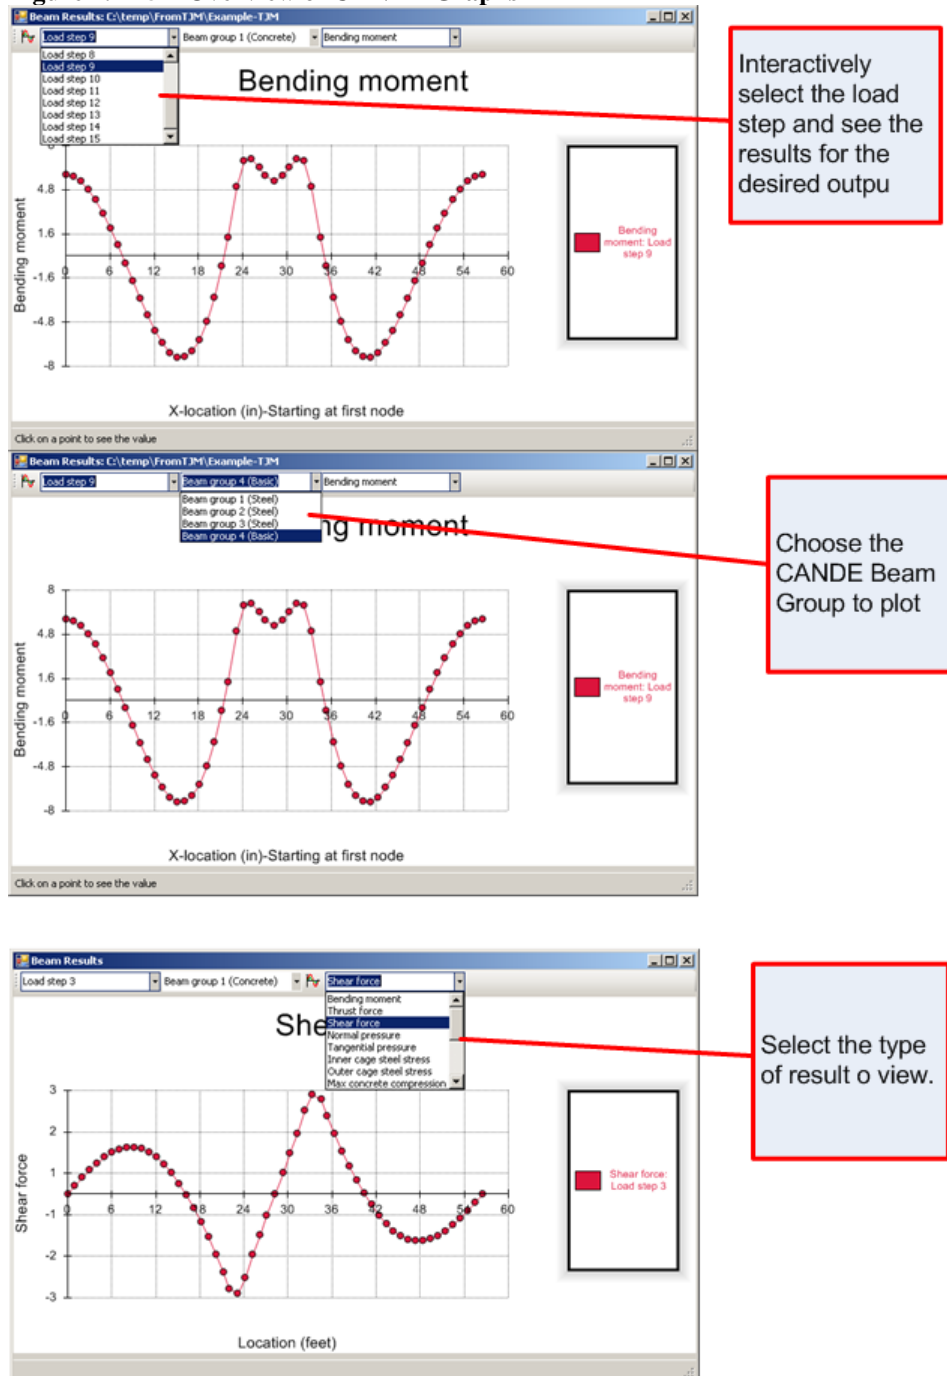 Beam Results: C:\temp\FromTJM\Example-TJM
Load step 9 Beam group 1 (Concrete) Bending moment
Load step 8
Load step 9
Load step 10
Load step 11
Load step 12
Load step 13
Load step 14
Load step 15
Bending moment
Interactively
select the load
step and see the
results for the
desired outpu
8
4.8
1.6
-1.6
-4.8
-8
0 6 12 18 24 30 36 42 48 54 60
Bending moment
X-location (in)-Starting at first node
Bending
moment: Load
step 9
Click on a point to see the value
Beam Results: C:\temp\FromTJM\Example-TJM
Load step 9 Beam group 4 (Basic) Bending moment
Beam group 1 (Steel)
Beam group 2 (Steel)
Beam group 3 (Steel)
Beam group 4 (Basic)
ng moment
Choose the
CANDE Beam
Group to plot
8
4.8
1.6
-1.6
-4.8
-8
0 6 12 18 24 30 36 42 48 54 60
Bending moment
X-location (in)-Starting at first node
Bending
moment: Load
step 9
Click on a point to see the value
Beam Results
Load step 3 Beam group 1 (Concrete) Shear force
Bending moment
Thrust force
Shear force
Normal pressure
Tangential pressure
Inner cage steel stress
Outer cage steel stress
Max concrete compression
She
Select the type
of result o view.
3
2
1
-1
-2
-3
0 6 12 18 24 30 36 42 48 54 60
Shear force
Location (feet)
Shear force:
Load step 3